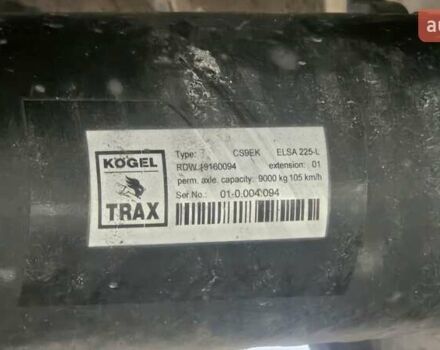 KÖGEL
TRAX
Type: 7 CS9EK ELSA 225-L
RDW 19160094 extension: 01
perm. axle. capacity: 9000 kg 105 km/h
Ser.No.: 01-0.004.094